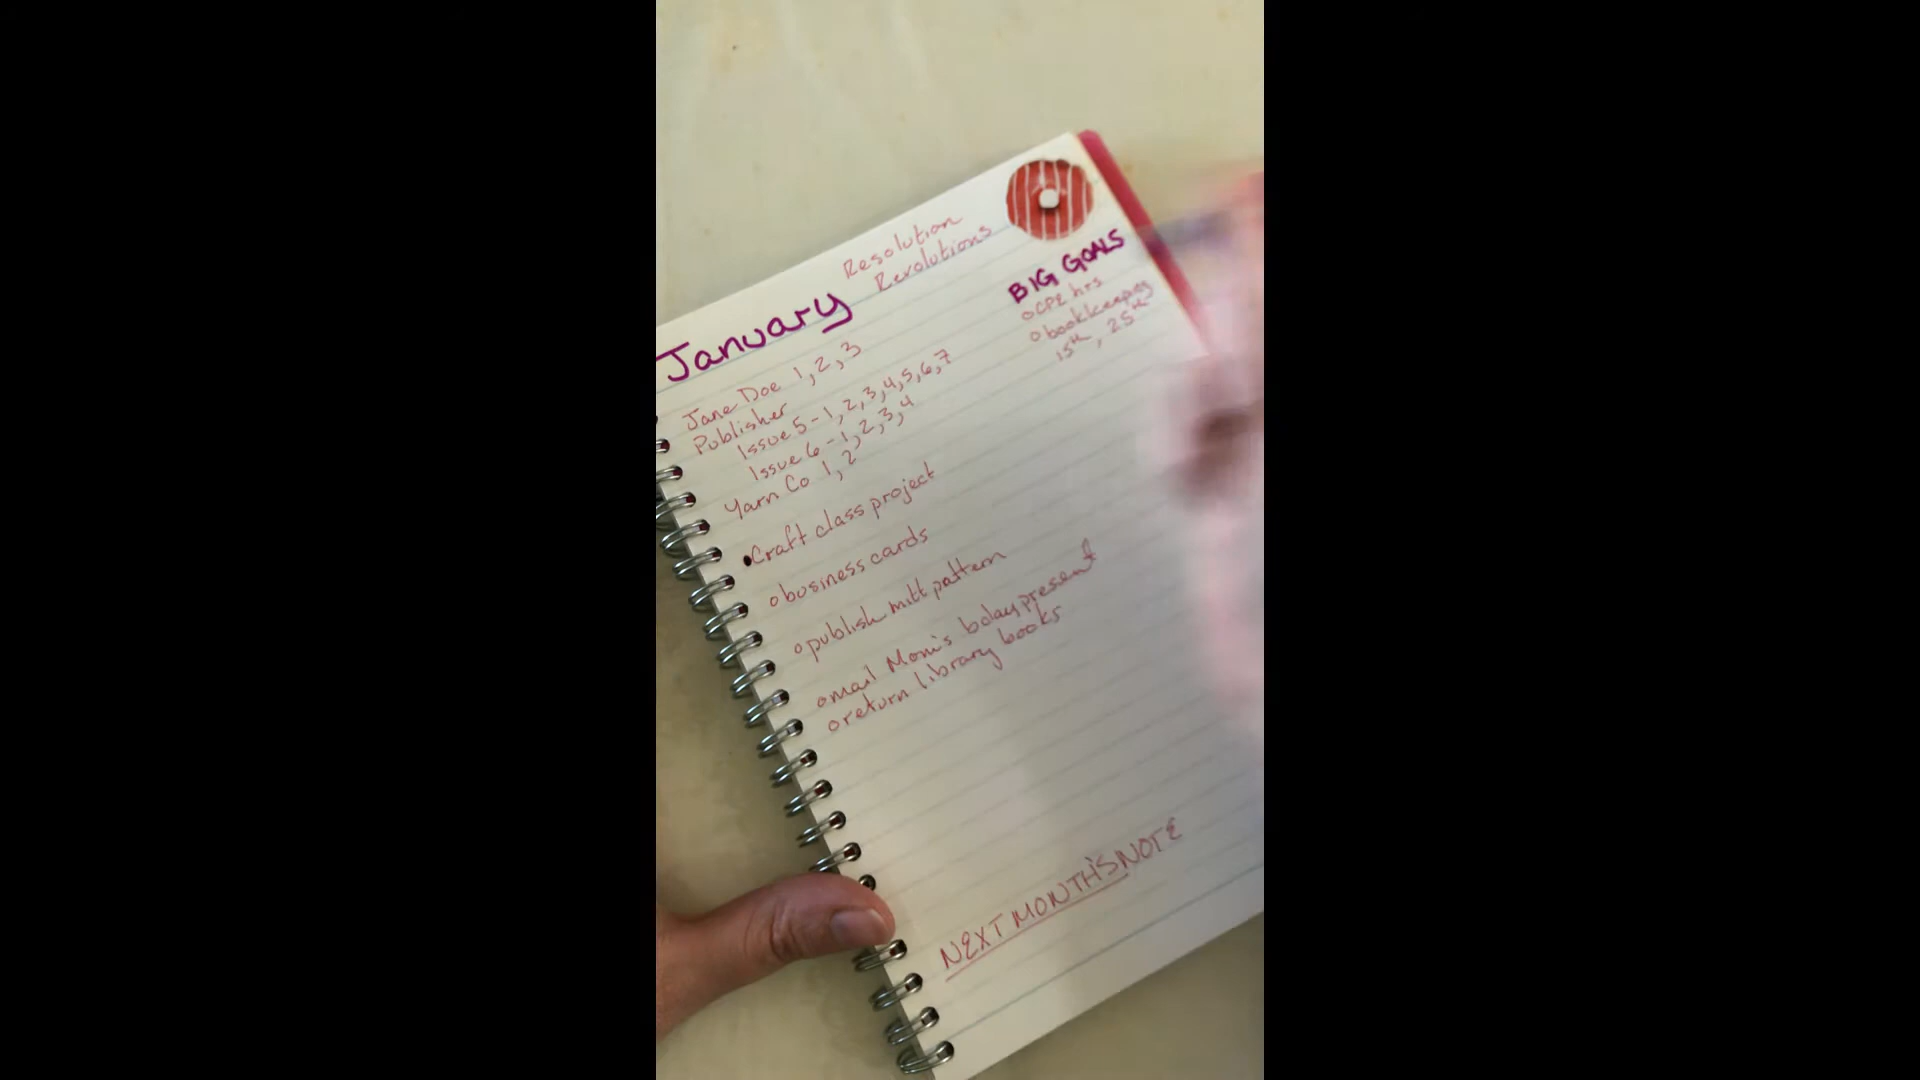 Resolution
Revolutions
January
BIG GOALS
o CPE hrs
o bookkeeping
15th, 25th
Jane Doe 1, 2, 3
Publisher
Issue 5 - 1, 2, 3, 4, 5, 6, 7
Issue 6 - 1, 2, 3, 4
Yarn Co 1, 2
• Craft class project
o business cards
o publish mitt pattern
o mail Mom's bday present
o return library books
NEXT MONTH'S NOTE